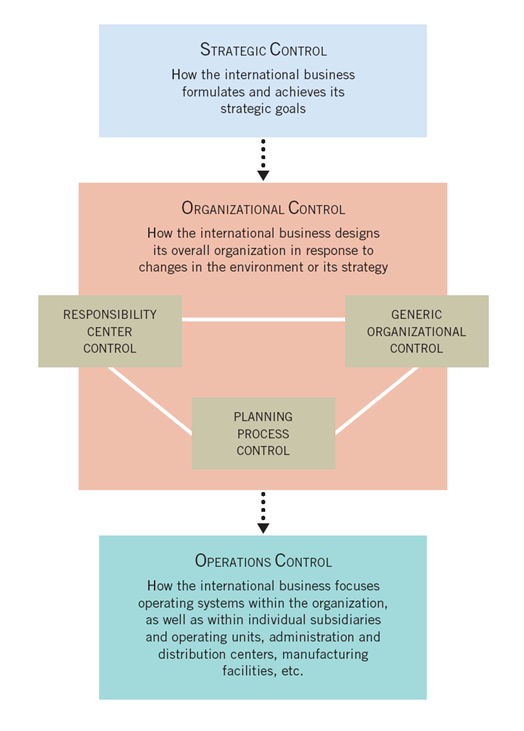 STRATEGIC CONTROL
How the international business
formulates and achieves its
strategic goals
ORGANIZATIONAL CONTROL
How the international business designs
its overall organization in response to
changes in the environment or its strategy
RESPONSIBILITY
CENTER
CONTROL
GENERIC
ORGANIZATIONAL
CONTROL
PLANNING
PROCESS
CONTROL
OPERATIONS CONTROL
How the international business focuses
operating systems within the organization,
as well as within individual subsidiaries
and operating units, administration and
distribution centers, manufacturing
facilities, etc.